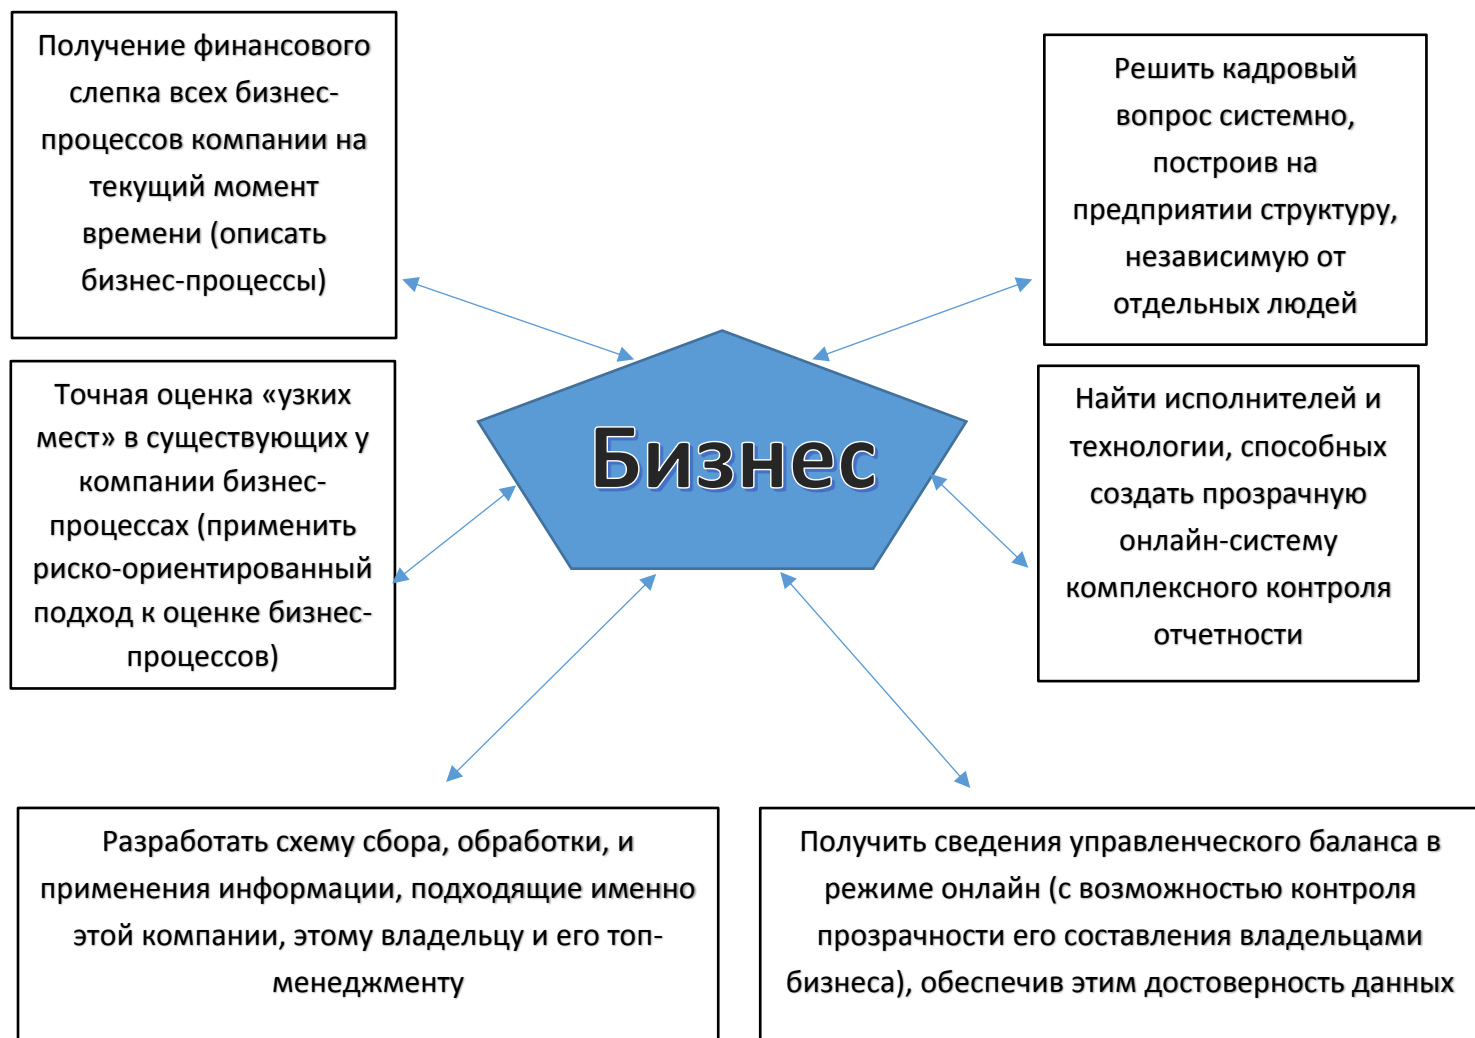 Получение финансового
слепка всех бизнес-
процессов компании на
текущий момент
времени (описать
бизнес-процессы)
Решить кадровый
вопрос системно,
построив на
предприятии структуру,
независимую от
отдельных людей
Точная оценка «узких
мест» в существующих у
компании бизнес-
процессах (применить
риско-ориентированный
подход к оценке бизнес-
процессов)
Бизнес
Найти исполнителей и
технологии, способных
создать прозрачную
онлайн-систему
комплексного контроля
отчетности
Разработать схему сбора, обработки, и
применения информации, подходящие именно
этой компании, этому владельцу и его топ-
менеджменту
Получить сведения управленческого баланса в
режиме онлайн (с возможностью контроля
прозрачности его составления владельцами
бизнеса), обеспечив этим достоверность данных